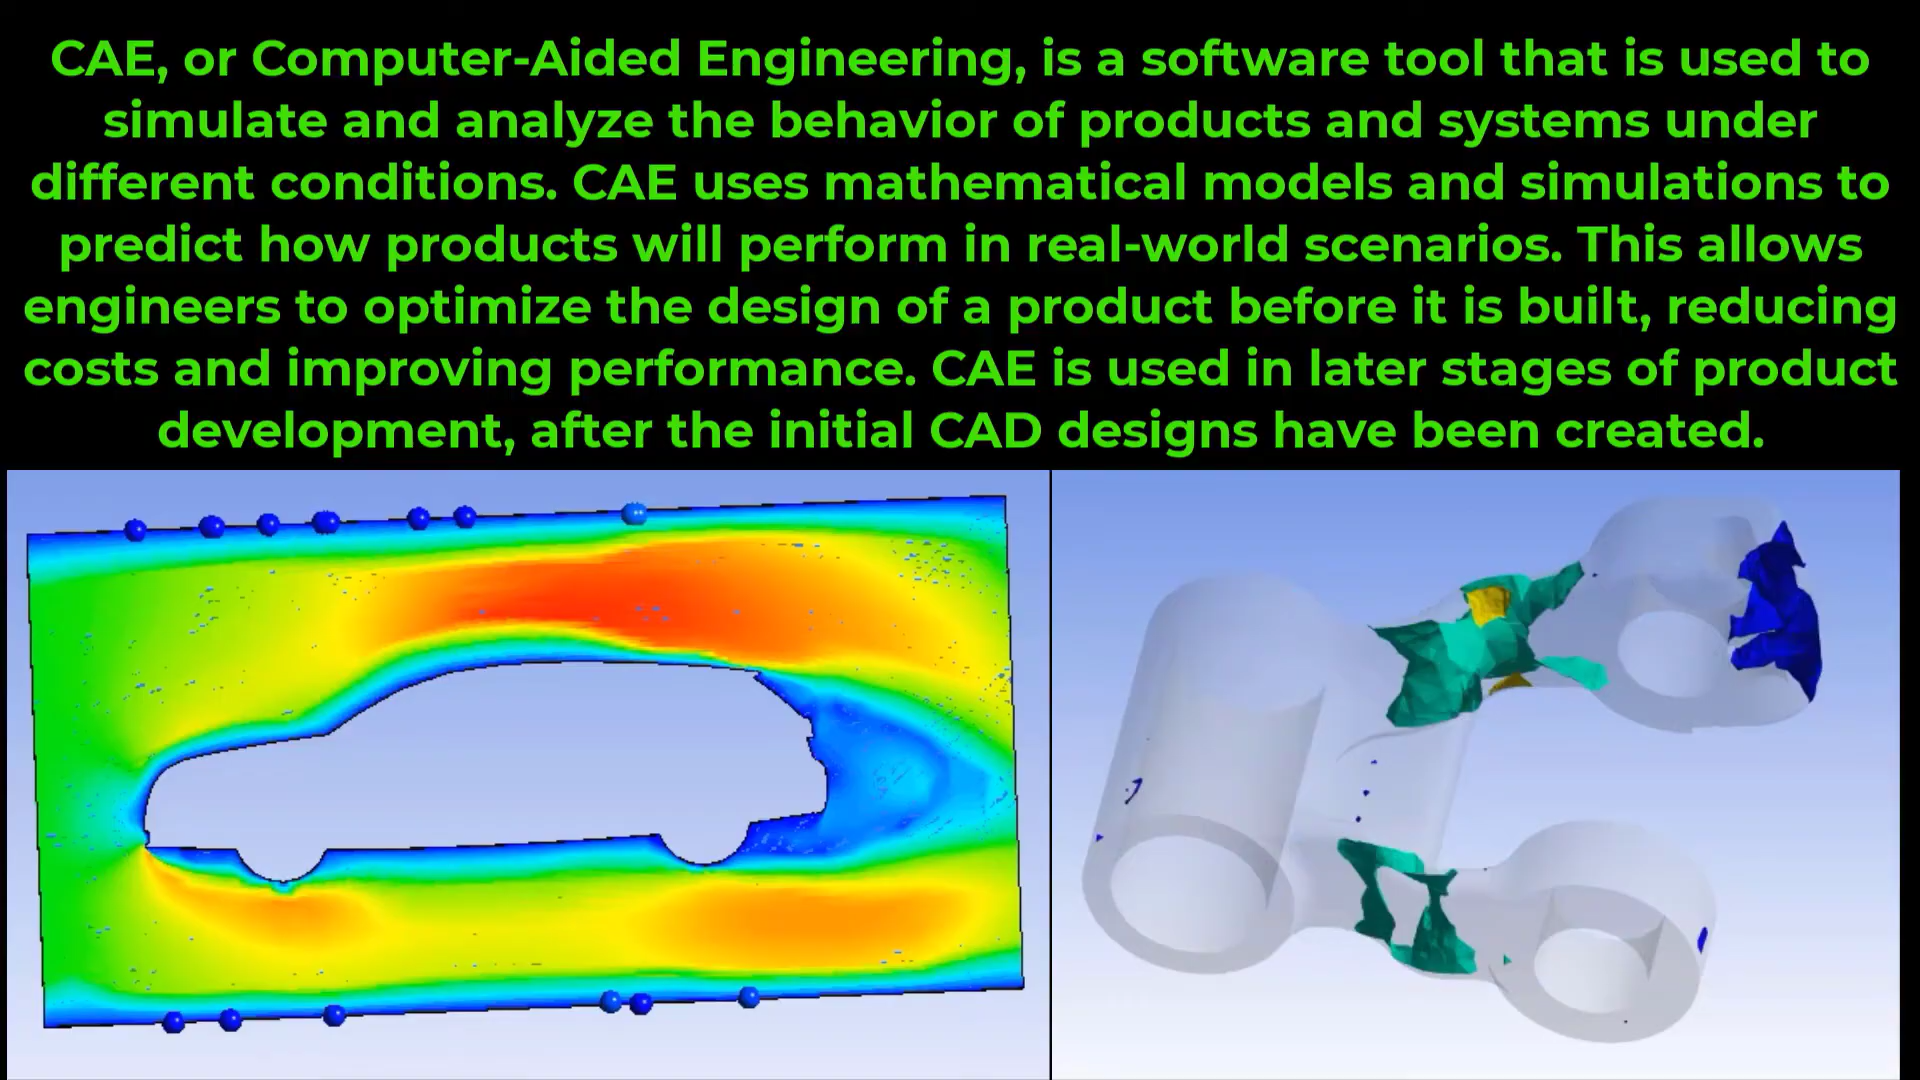 CAE, or Computer-Aided Engineering, is a software tool that is used to
simulate and analyze the behavior of products and systems under
different conditions. CAE uses mathematical models and simulations to
predict how products will perform in real-world scenarios. This allows
engineers to optimize the design of a product before it is built, reducing
costs and improving performance. CAE is used in later stages of product
development, after the initial CAD designs have been created.